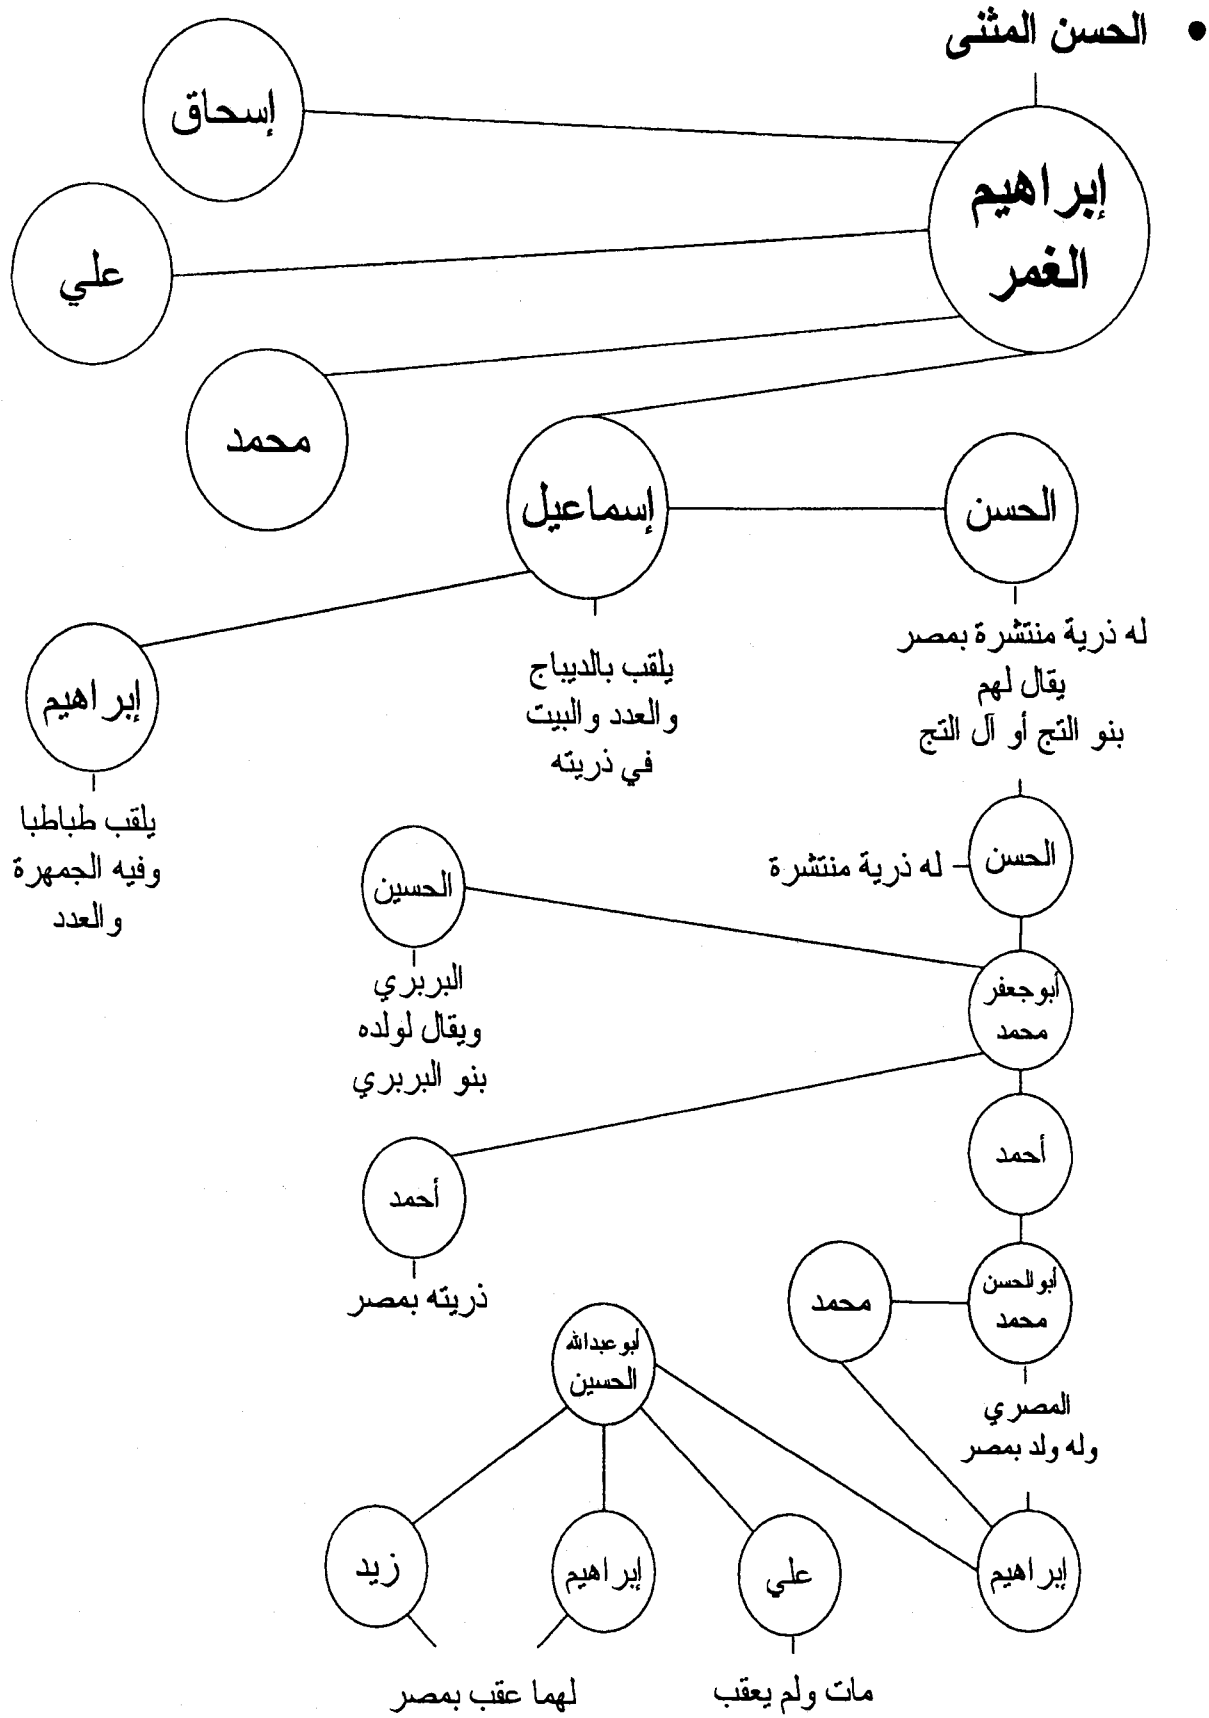 • الحسن المثنى
إسحاق
إبراهيم
الغمر
علي
محمد
إسماعيل
الحسن
له ذرية منتشرة بمصر
يقال لهم
بنو التج أو آل التج
يلقب بالديباج
والعدد والبيت
في ذريته
إبراهيم
يلقب طباطبا
وفيه الجمهرة
والعدد
الحسن
له ذرية منتشرة
الحسين
البربري
ويقال لولده
بنو البربري
أبوجعفر
محمد
أحمد
أحمد
ذريته بمصر
أبوالحسن
محمد
محمد
المصري
وله ولد بمصر
أبوعبدالله
الحسين
إبراهيم
علي
إبراهيم
زيد
مات ولم يعقب
لهما عقب بمصر